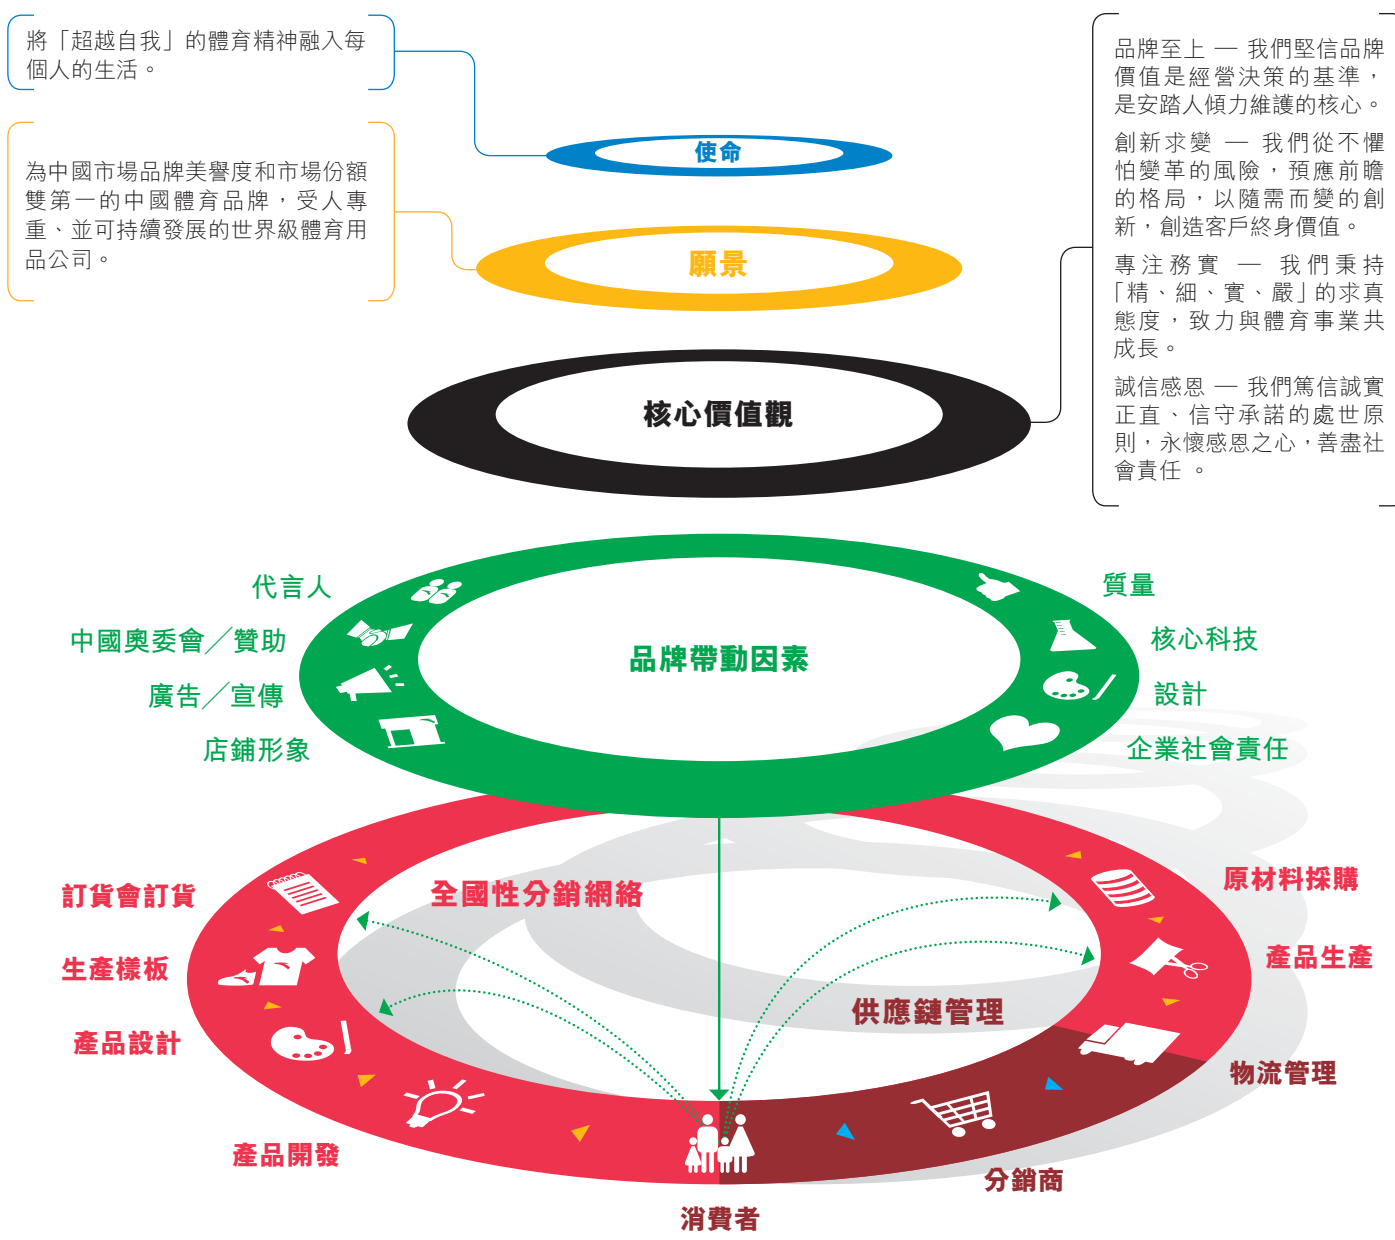 將「超越自我」的體育精神融入每
個人的生活。
為中國市場品牌美譽度和市場份額
雙第一的中國體育品牌，受人專
重、並可持續發展的世界級體育用
品公司。
品牌至上 — 我們堅信品牌
價值是經營決策的基準，
是安踏人傾力維護的核心。
創新求變 — 我們從不懼
怕變革的風險，預應前瞻
的格局，以隨需而變的創
新，創造客戶終身價值。
專注務實 — 我們秉持
「精、細、實、嚴」的求真
態度，致力與體育事業共
成長。
誠信感恩 — 我們篤信誠實
正直、信守承諾的處世原
則，永懷感恩之心，善盡社
會責任 。
使命
願景
核心價值觀
品牌帶動因素
代言人
中國奧委會／贊助
廣告／宣傳
店鋪形象
質量
核心科技
設計
企業社會責任
全國性分銷網絡
訂貨會訂貨
生產樣板
產品設計
產品開發
原材料採購
產品生產
供應鏈管理
物流管理
分銷商
消費者